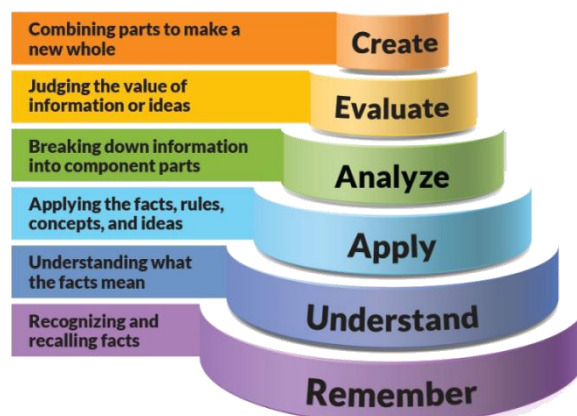 Combining parts to make a
new whole
Create
Judging the value of
information or ideas
Evaluate
Breaking down information
into component parts
Analyze
Applying the facts, rules,
concepts, and ideas
Apply
Understanding what
the facts mean
Understand
Recognizing and
recalling facts
Remember